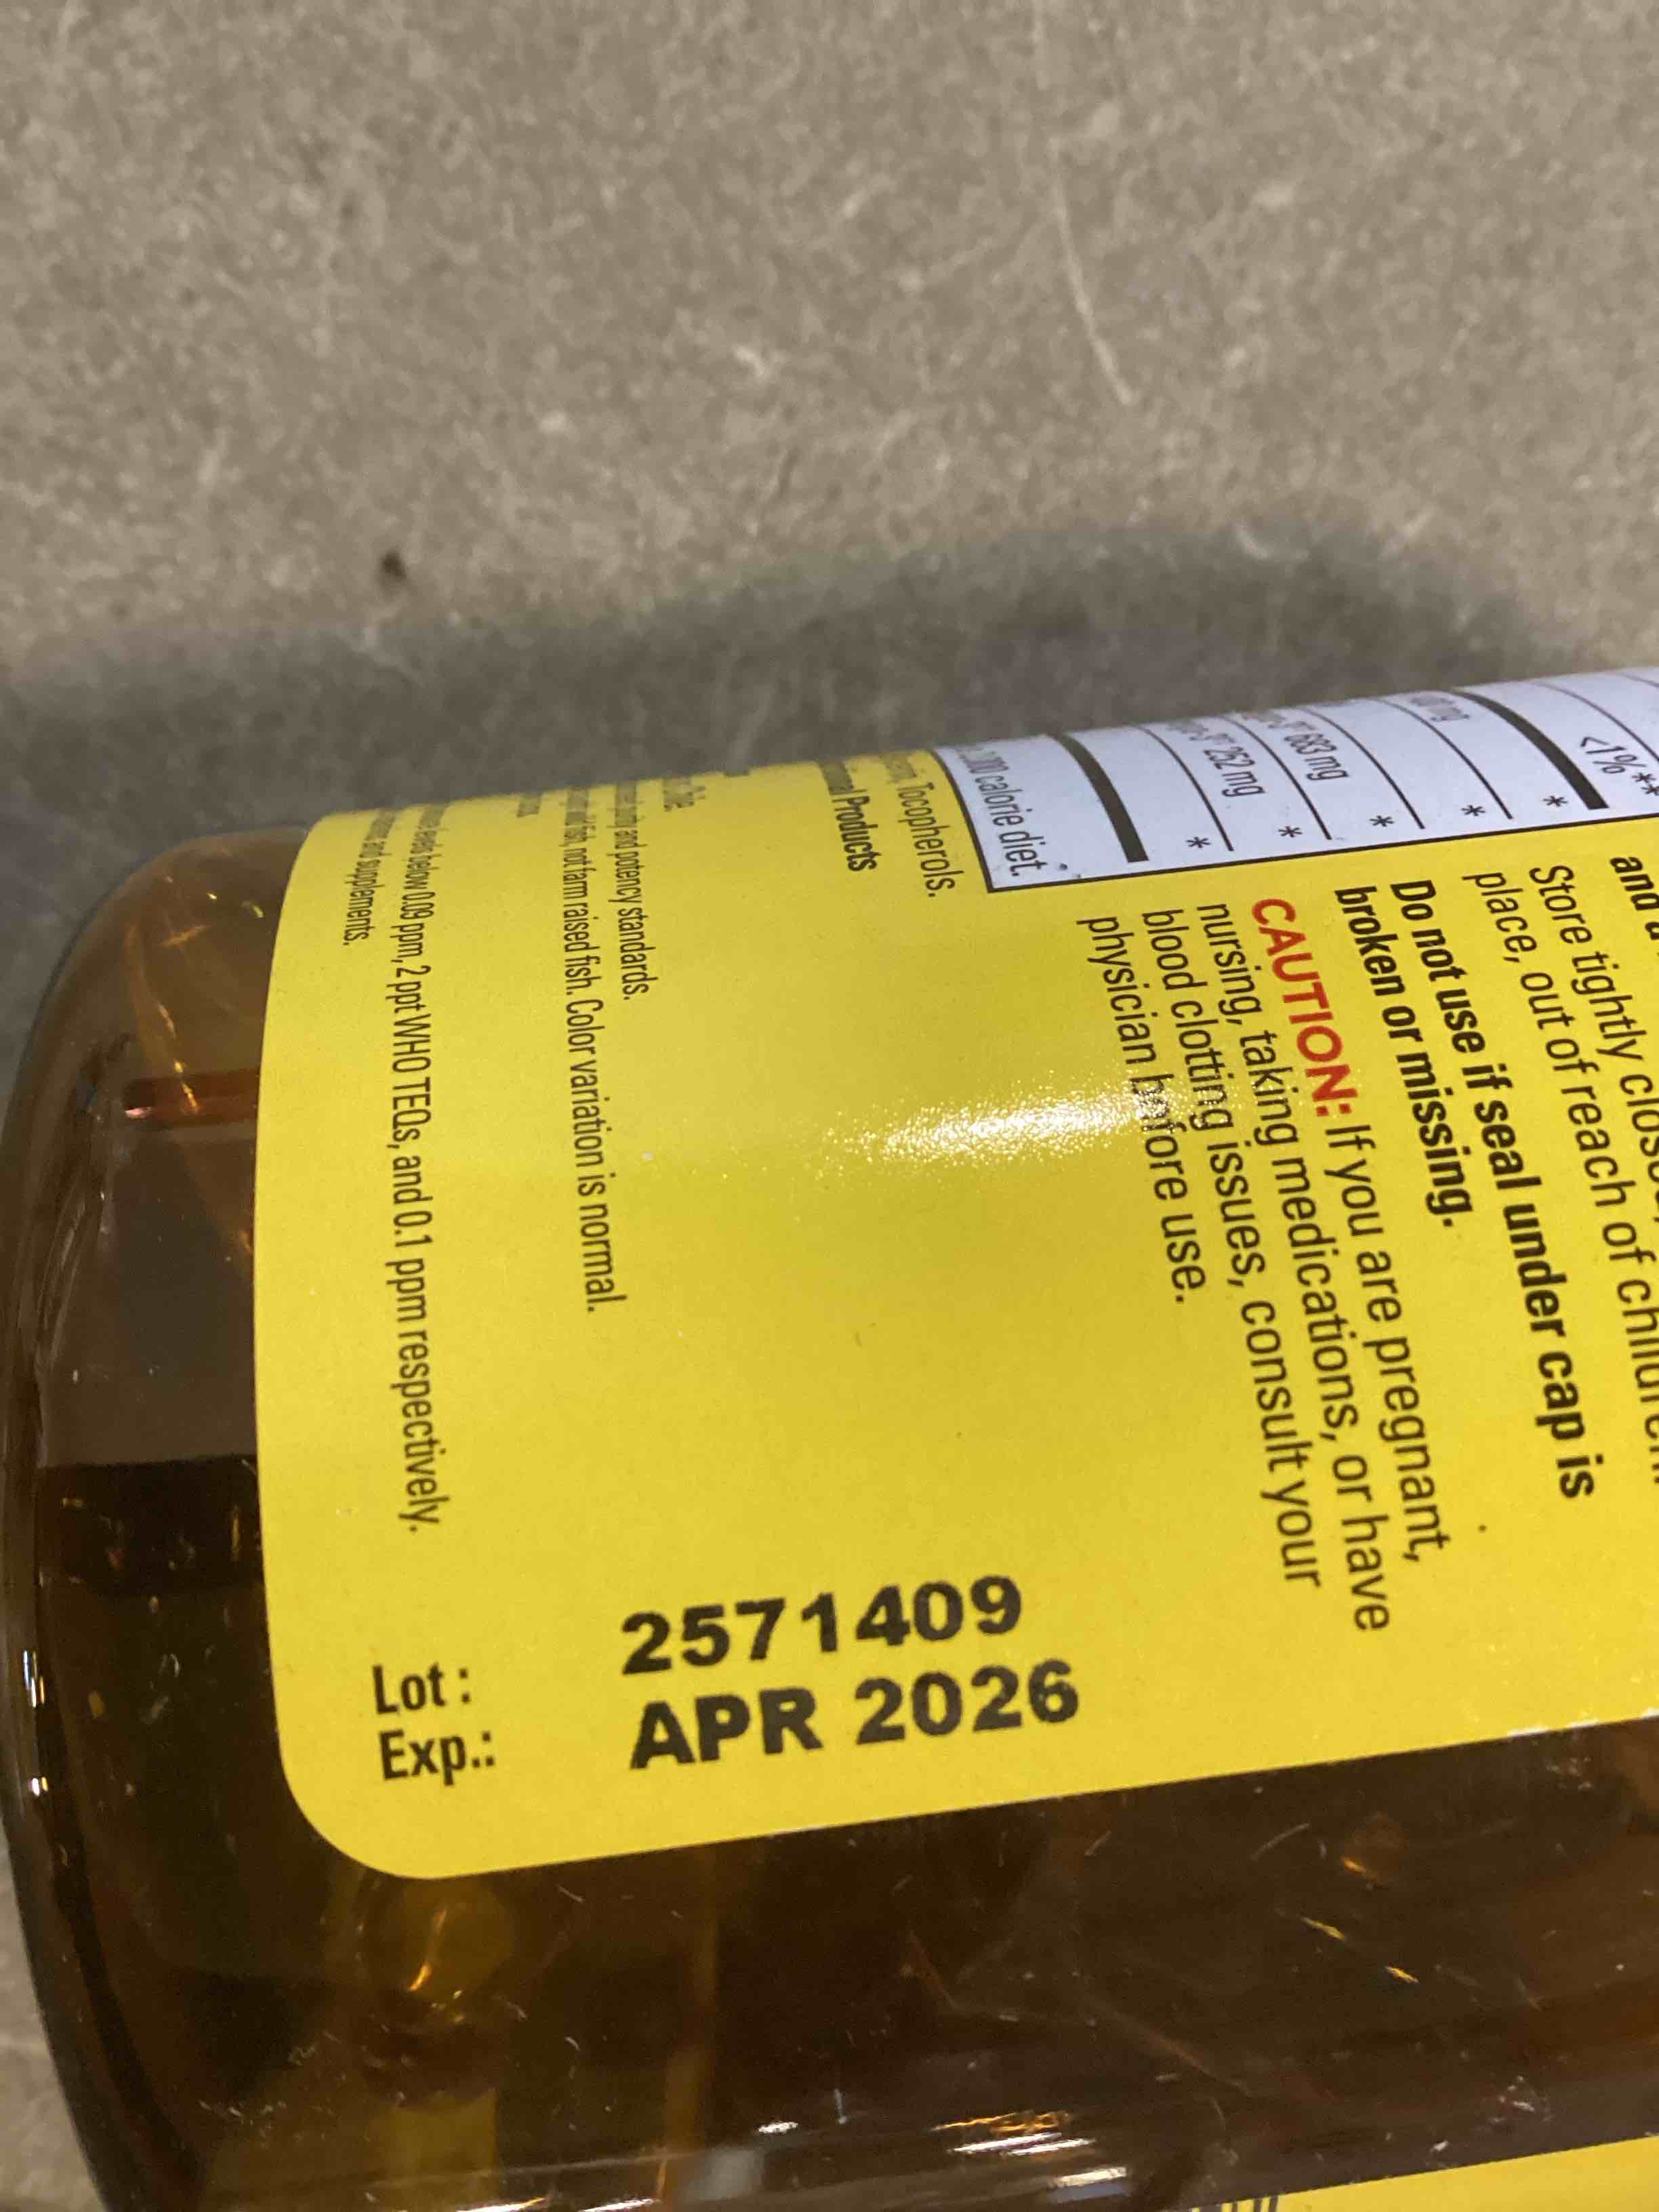 <1% **
*
*
683 mg
*
252 mg
*
calorie diet.
Tocopherols.
Products
and potency standards.
fish, not farm raised fish. Color variation is normal.
below 0.09 ppm, 2 ppt WHO TEQs, and 0.1 ppm respectively.
and supplements.
and
Store tightly
place, out of reach of
Do not use if seal under cap is
broken or missing.
CAUTION: If you are pregnant,
nursing, taking medications, or have
blood clotting issues, consult your
physician before use.
Lot: 2571409
Exp.: APR 2026